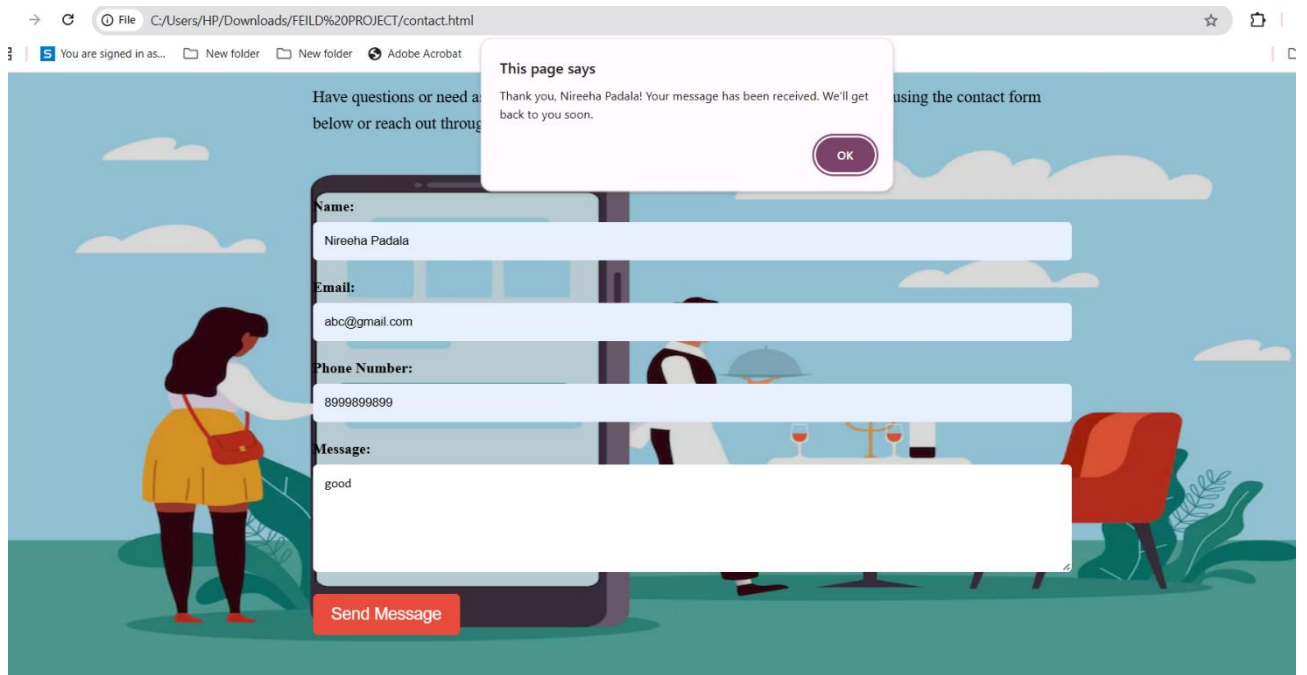 File C:/Users/HP/Downloads/FEILD%20PROJECT/contact.html
S You are signed in as... New folder New folder Adobe Acrobat
This page says
Thank you, Nireeha Padala! Your message has been received. We'll get
back to you soon.
OK
Have questions or need a using the contact form
below or reach out throug
Name:
Nireeha Padala
Email:
abc@gmail.com
Phone Number:
8999899899
Message:
good
Send Message